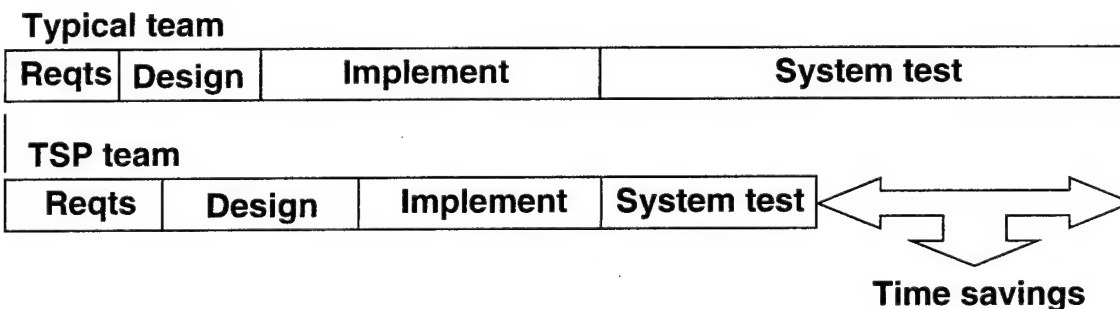 Typical team
Reqts Design Implement System test
TSP team
Reqts Design Implement System test
Time savings